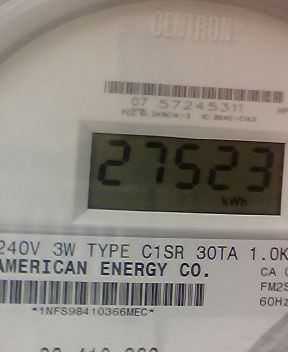 CENTRON
07 57245311
27523
kWh
240V 3W TYPE C1SR 30TA 1.0K
AMERICAN ENERGY CO.
CA
FM2S
60Hz
*1NFS98410366MEC*